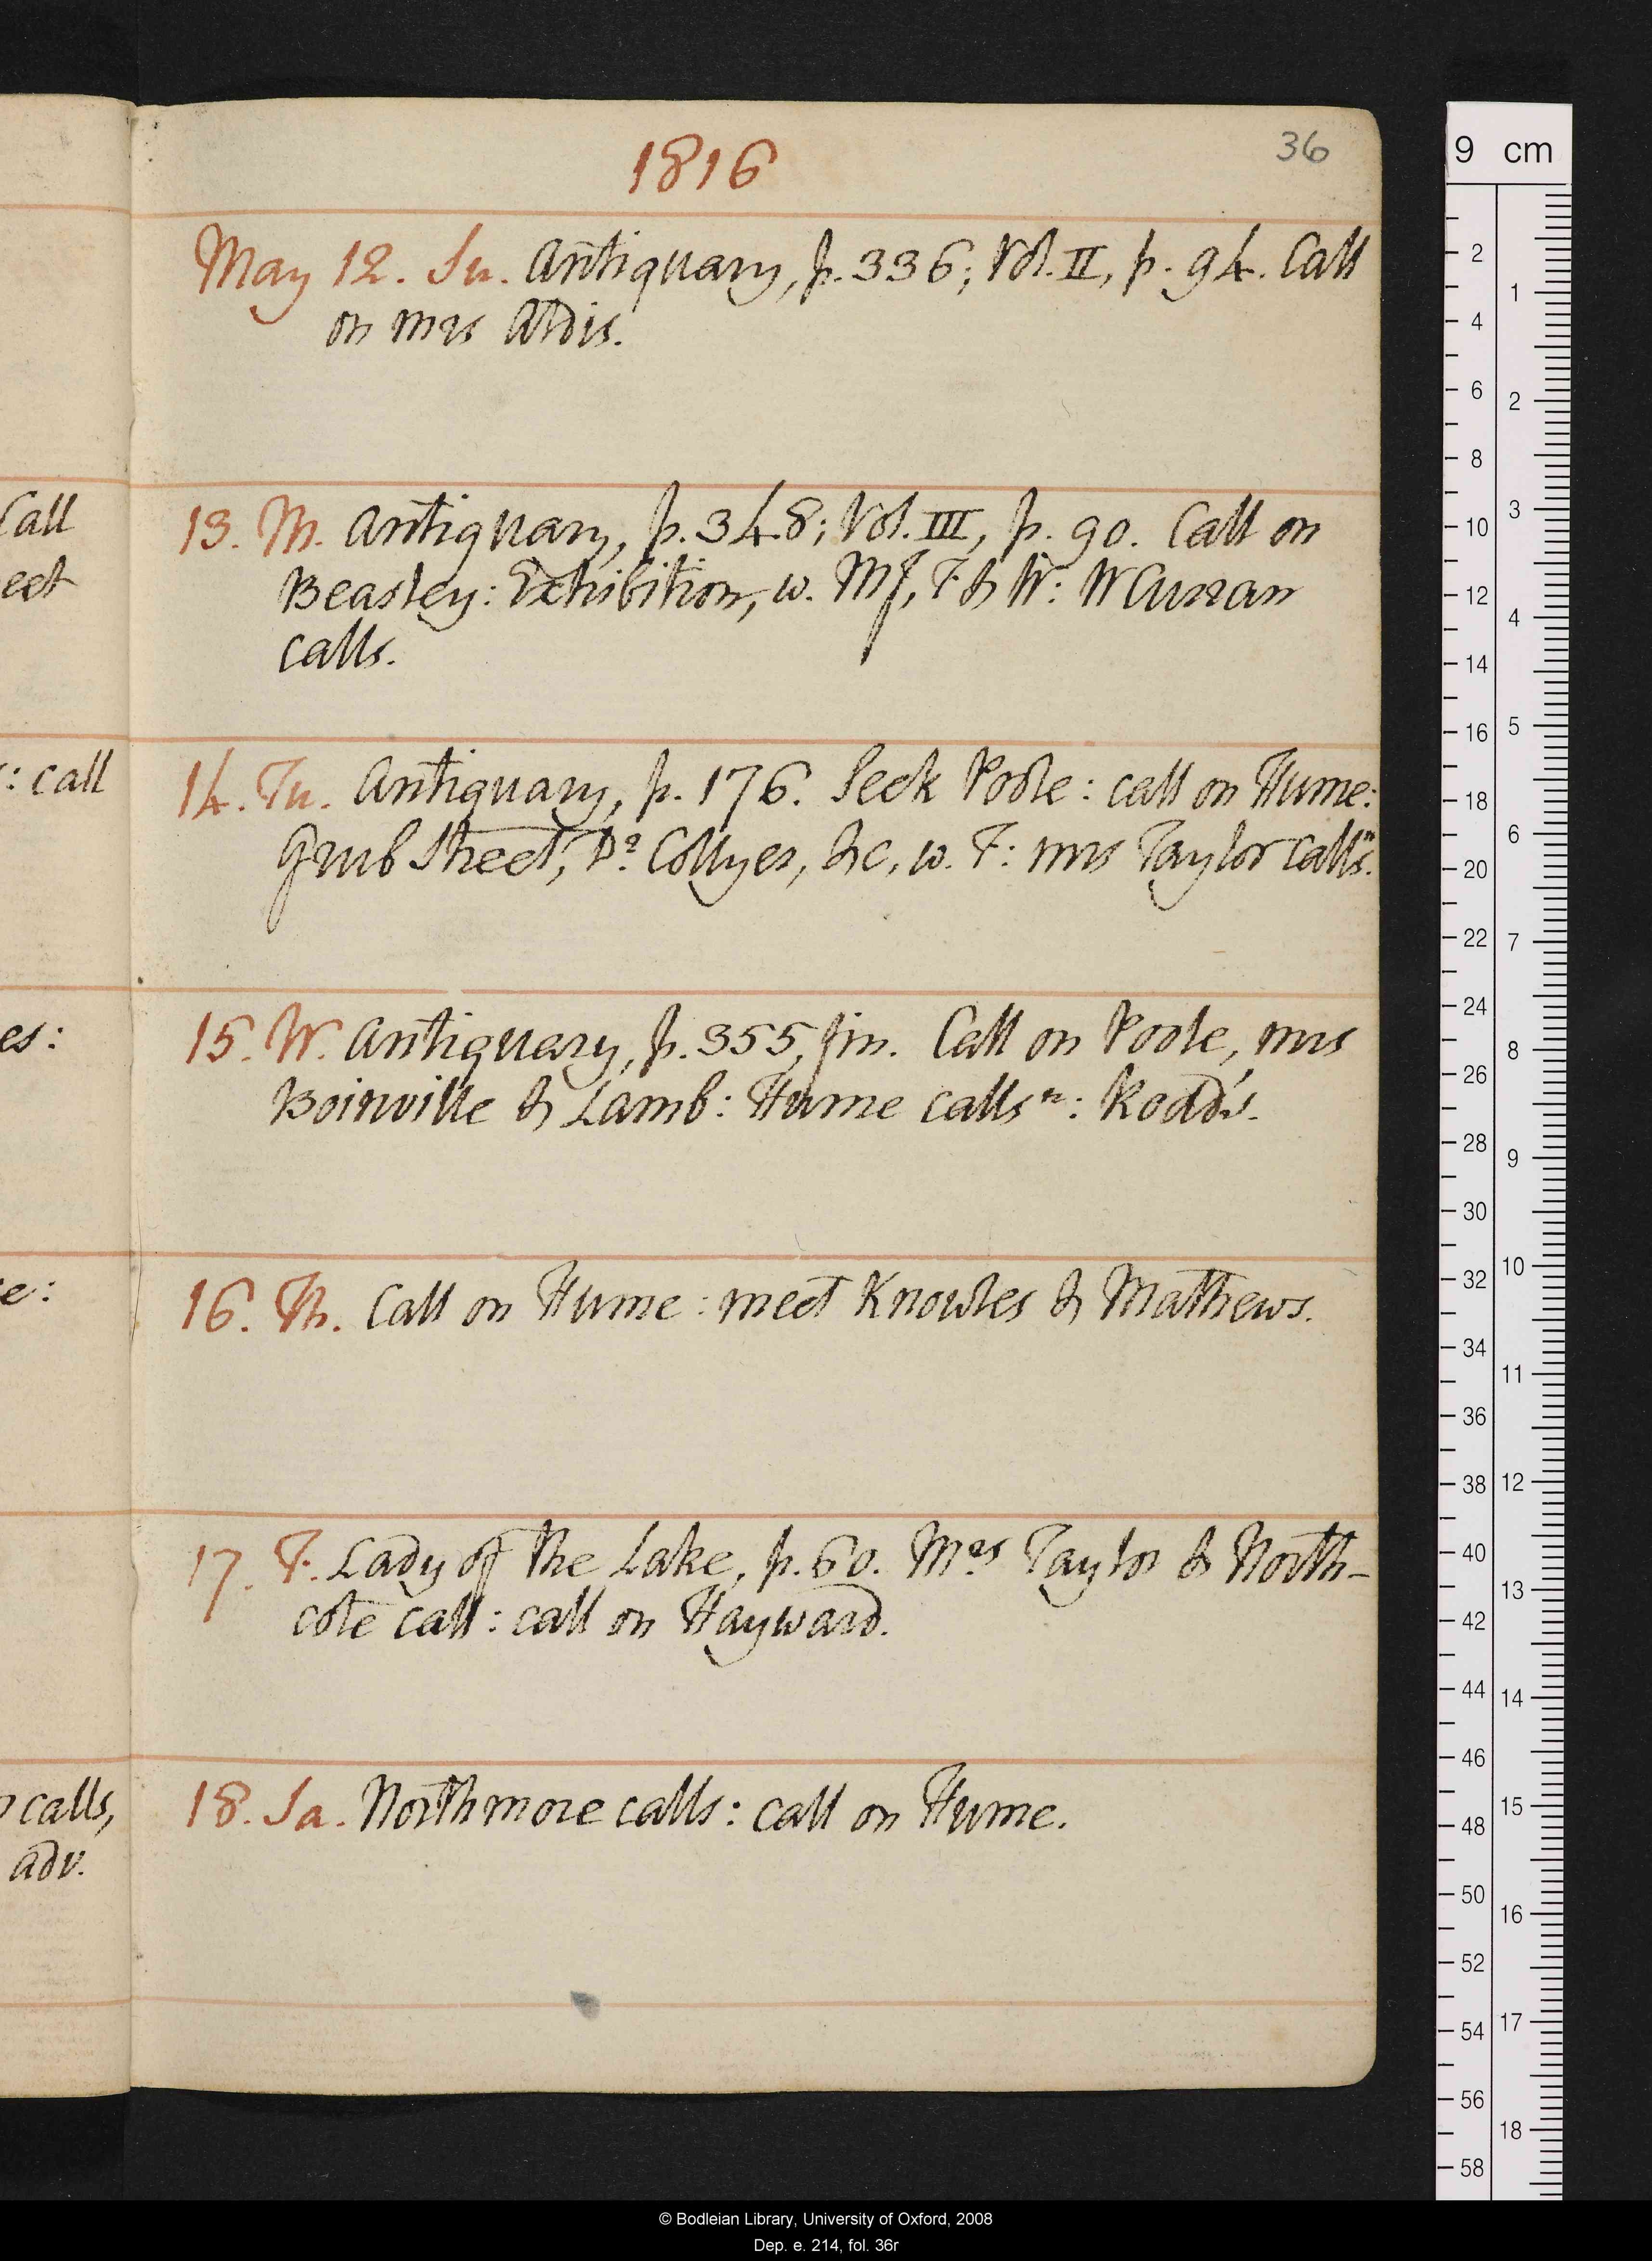 1816
36
May 12. Su. Antiquary, p. 336; Vol. II, p. 94. Call
on mrs Aldis.
Call
eet
13. M. Antiquary, p. 348; Vol. III, p. 90. Call on
Beasley: Exhibition, w. MJ, F & W: W Curran
calls.
: call
14. Tu. Antiquary, p. 176. Seek Poole: call on Hume:
Grub Street, Dr Collyer, &c, w. F: mrs Taylor calls n.
es:
15. W. Antiquary, p. 355, fin. Call on Poole, mrs
Boinville & Lamb: Hume calls n: Rodd's.
e:
16. Th. Call on Hume: meet Knowles & Mathews.
17. F. Lady of the Lake, p. 60. Mrs Taylor & North-
cote call: call on Hayward.
calls,
adv.
18. Sa. Northmore calls: call on Hume.
9 cm
2
4
6
8
10
12
14
16
18
20
22
24
26
28
30
32
34
36
38
40
42
44
46
48
50
52
54
56
58
1
2
3
4
5
6
7
8
9
10
11
12
13
14
15
16
17
18
© Bodleian Library, University of Oxford, 2008
Dep. e. 214, fol. 36r